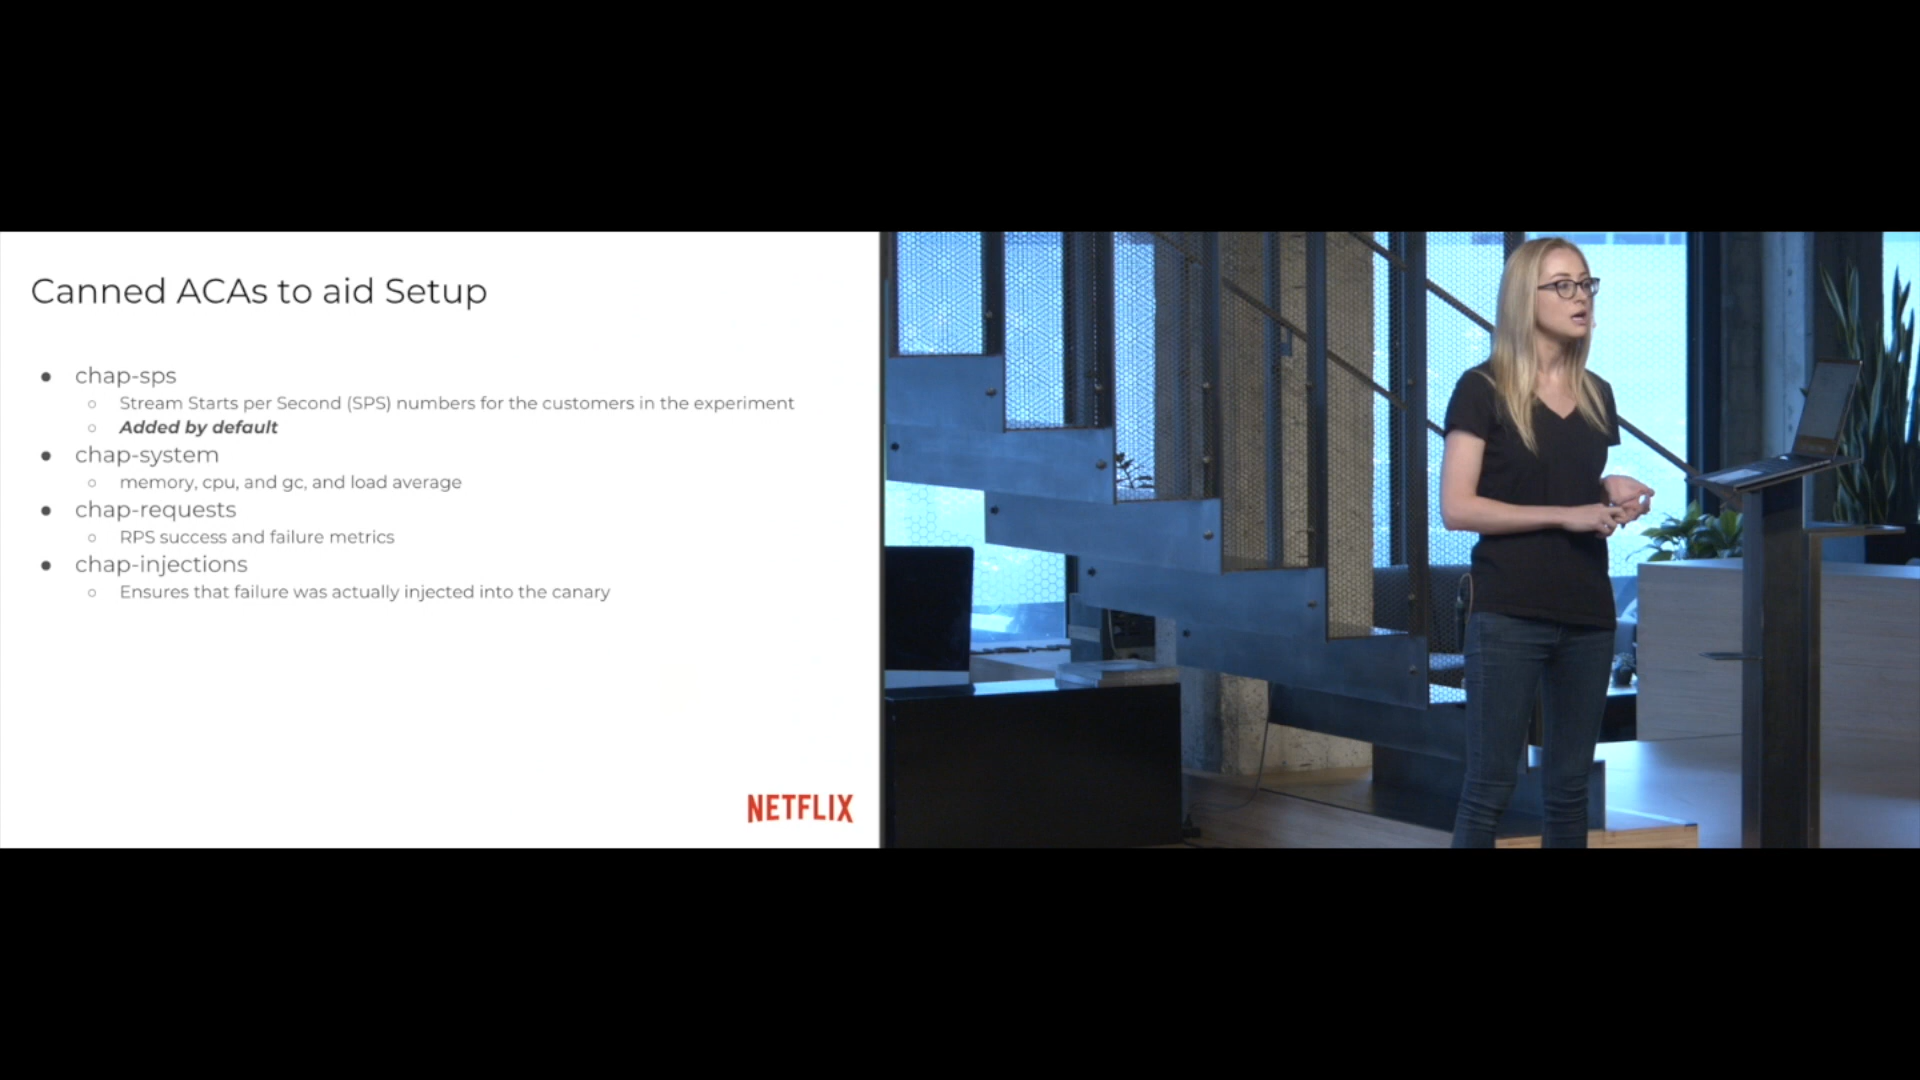 Canned ACAs to aid Setup
● chap-sps
○ Stream Starts per Second (SPS) numbers for the customers in the experiment
○ Added by default
● chap-system
○ memory, cpu, and gc, and load average
● chap-requests
○ RPS success and failure metrics
● chap-injections
○ Ensures that failure was actually injected into the canary
NETFLIX